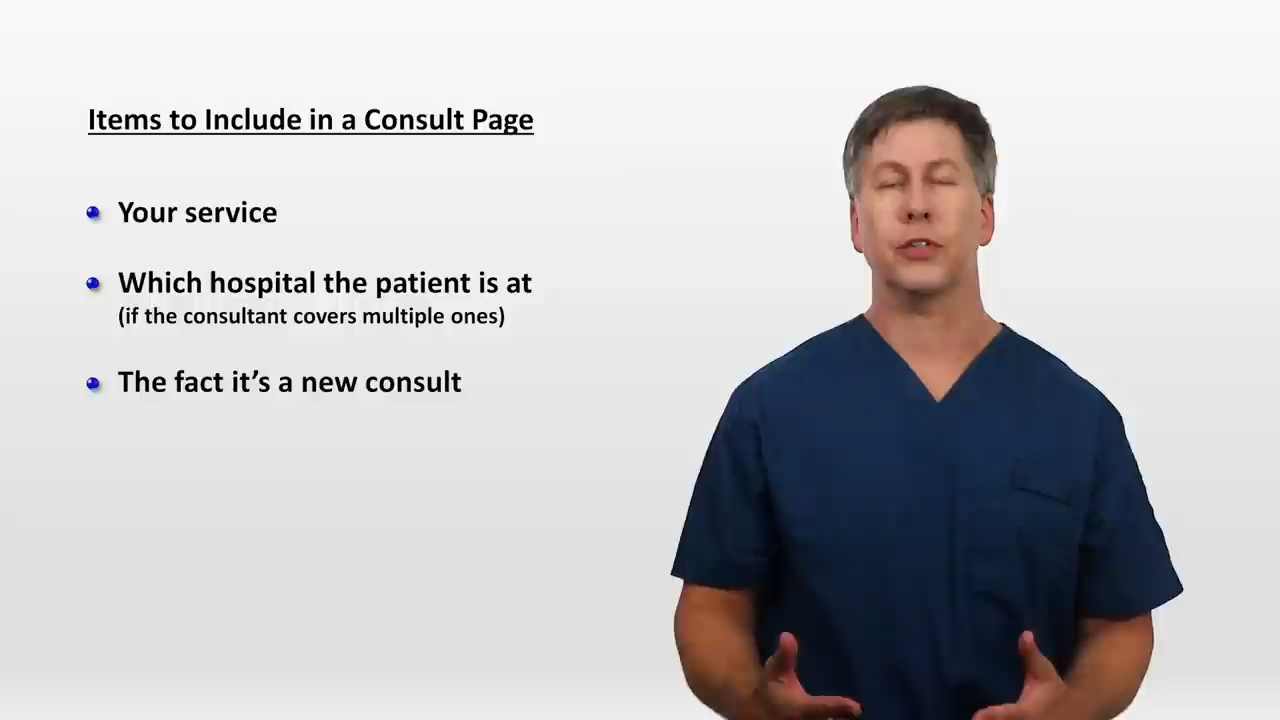 Items to Include in a Consult Page
Your service
Which hospital the patient is at
(if the consultant covers multiple ones)
The fact it’s a new consult